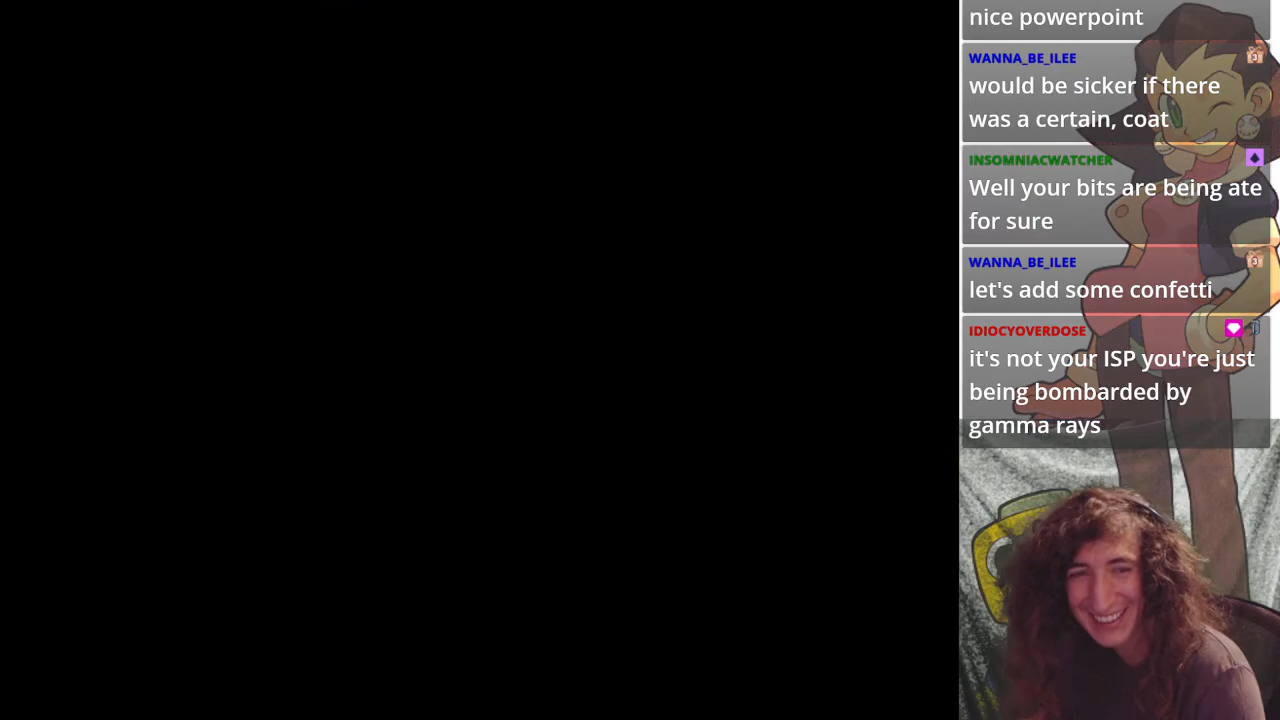 nice powerpoint
WANNA_BE_ILEE
would be sicker if there
was a certain, coat
INSOMNIACWATCHER
Well your bits are being ate
for sure
WANNA_BE_ILEE
let's add some confetti
IDIOCYOVERDOSE
it's not your ISP you're just
being bombarded by
gamma rays